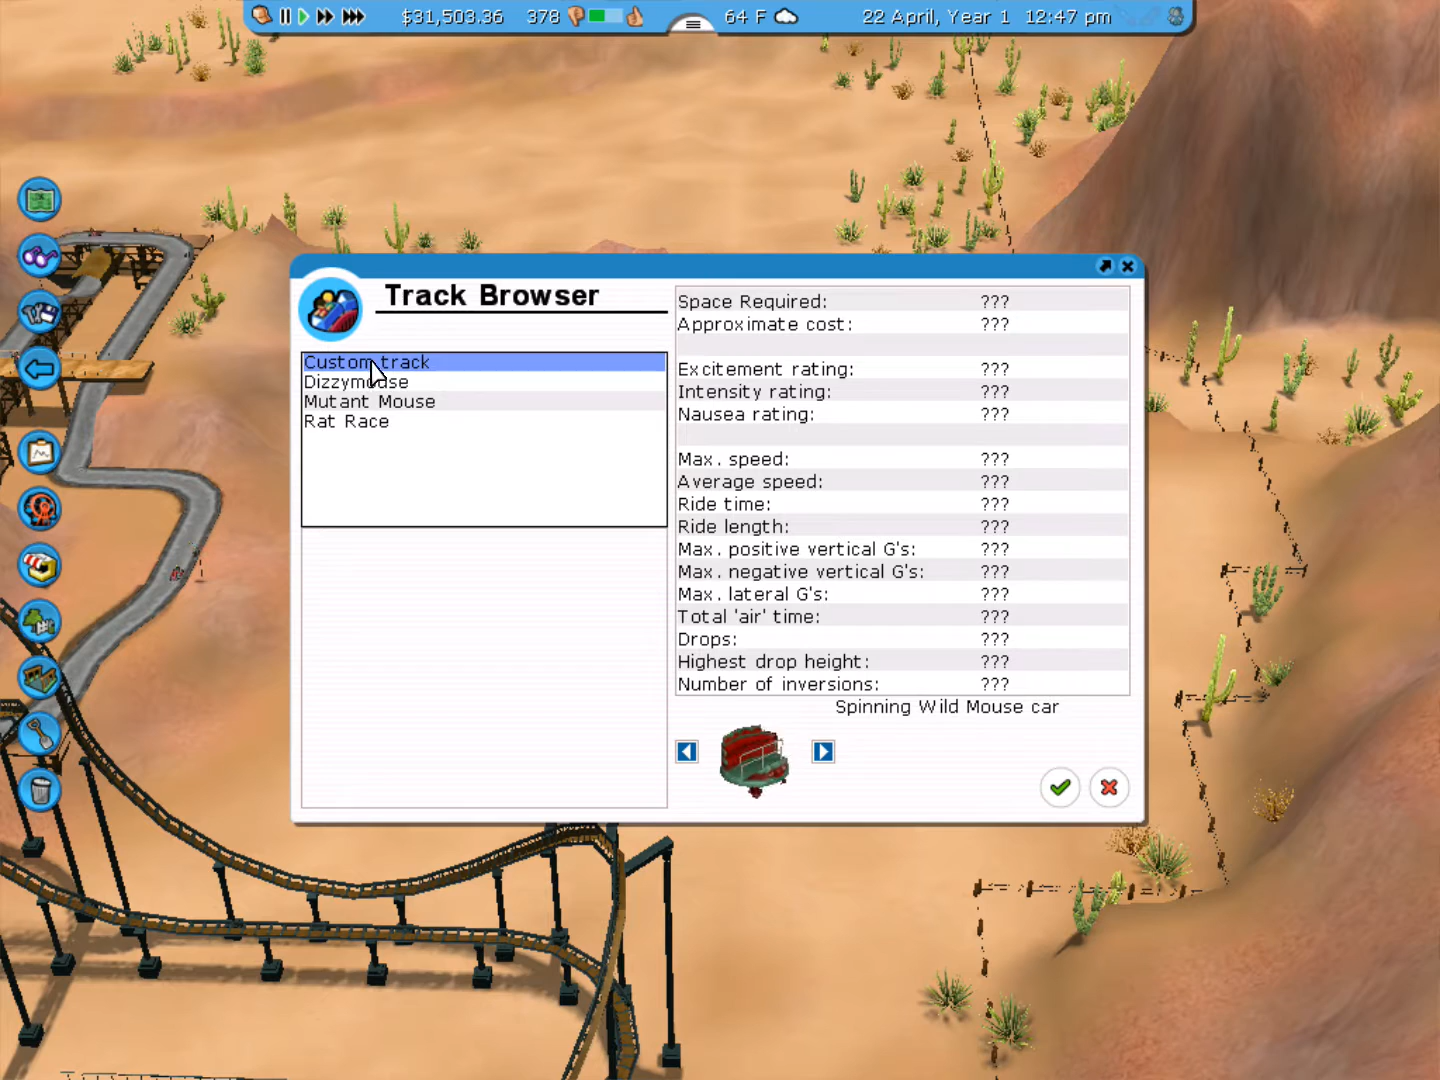 $31,503.36 378 64 F 22 April, Year 1 12:47 pm
Track Browser
Custom track
Dizzymouse
Mutant Mouse
Rat Race
Space Required: ???
Approximate cost: ???
Excitement rating: ???
Intensity rating: ???
Nausea rating: ???
Max. speed: ???
Average speed: ???
Ride time: ???
Ride length: ???
Max. positive vertical G's: ???
Max. negative vertical G's: ???
Max. lateral G's: ???
Total 'air' time: ???
Drops: ???
Highest drop height: ???
Number of inversions: ???
Spinning Wild Mouse car